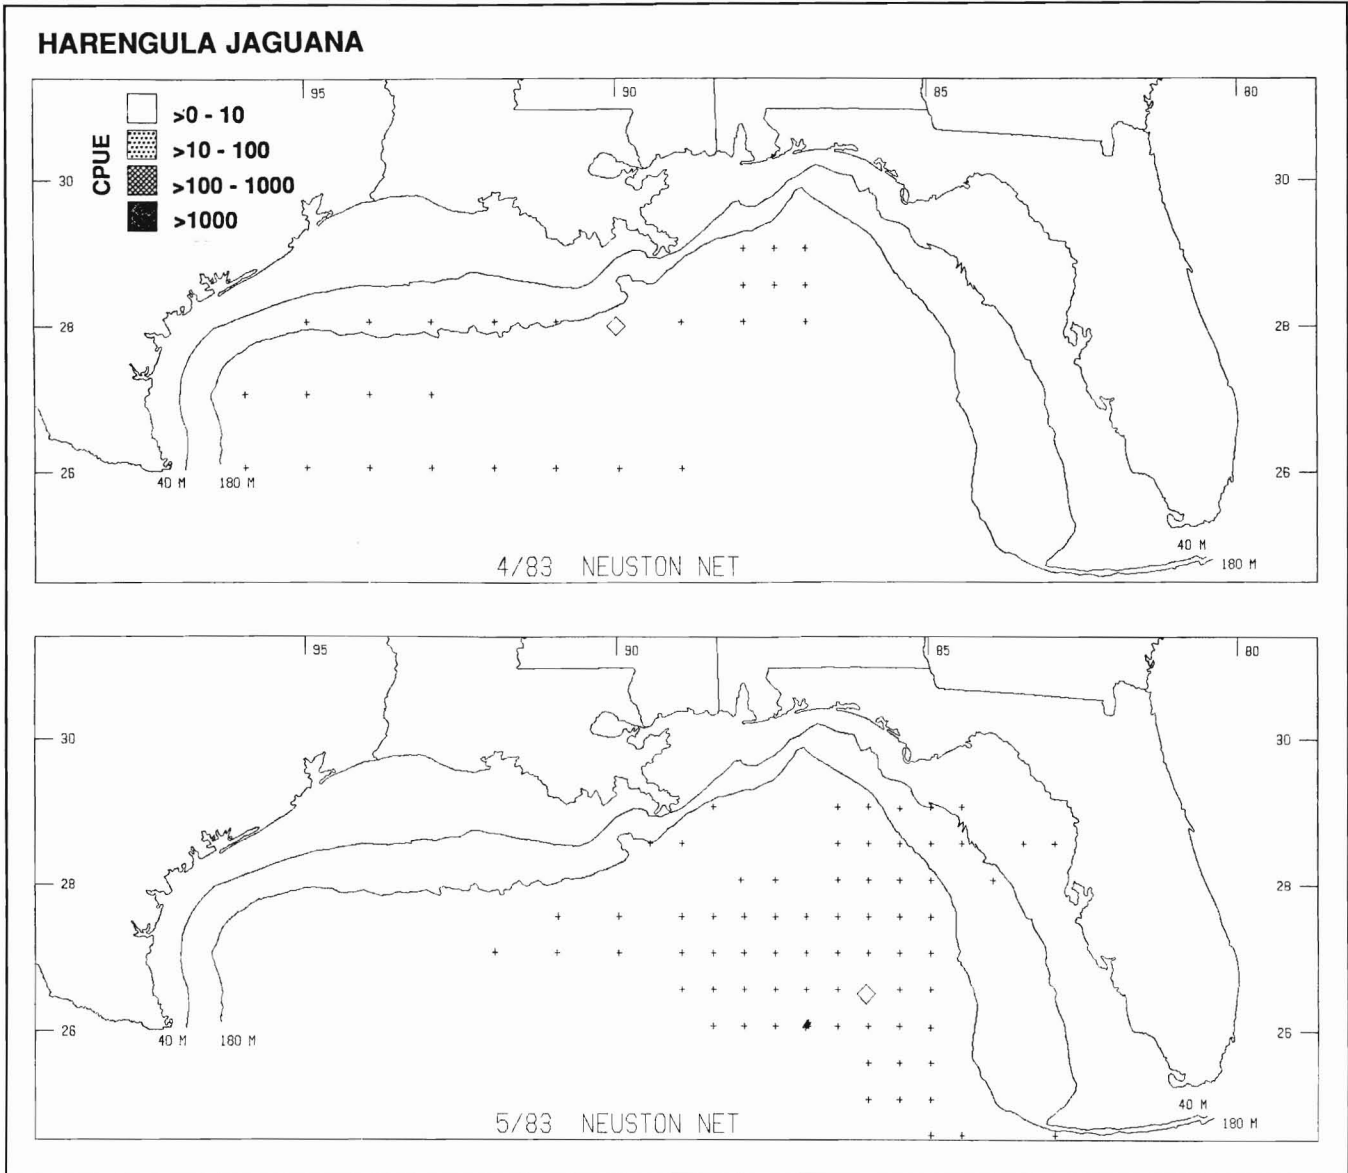 HARENGULA JAGUANA
95 90 85 80
CPUE
>0 - 10
>10 - 100
>100 - 1000
>1000
30 30
28 28
26 26
40 M 180 M
40 M
180 M
4/83 NEUSTON NET
95 90 85 80
30 30
28 28
26 26
40 M 180 M
40 M
180 M
5/83 NEUSTON NET